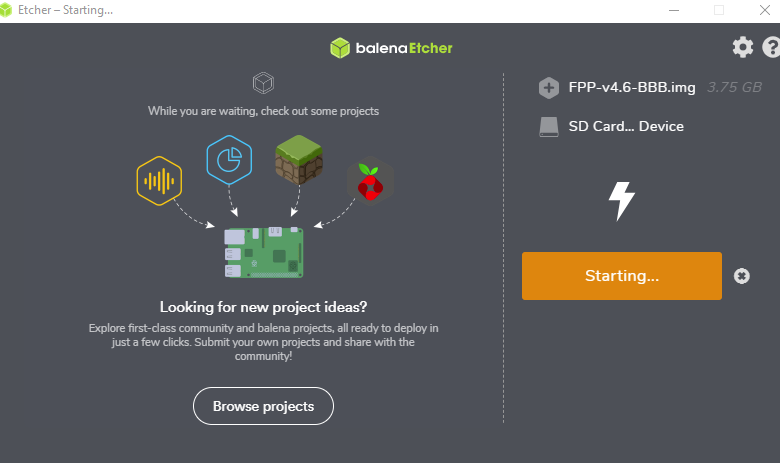 Etcher – Starting...
balenaEtcher
While you are waiting, check out some projects
Looking for new project ideas?
Explore first-class community and balena projects, all ready to deploy in
just a few clicks. Submit your own projects and share with the
community!
Browse projects
FPP-v4.6-BBB.img 3.75 GB
SD Card... Device
Starting...